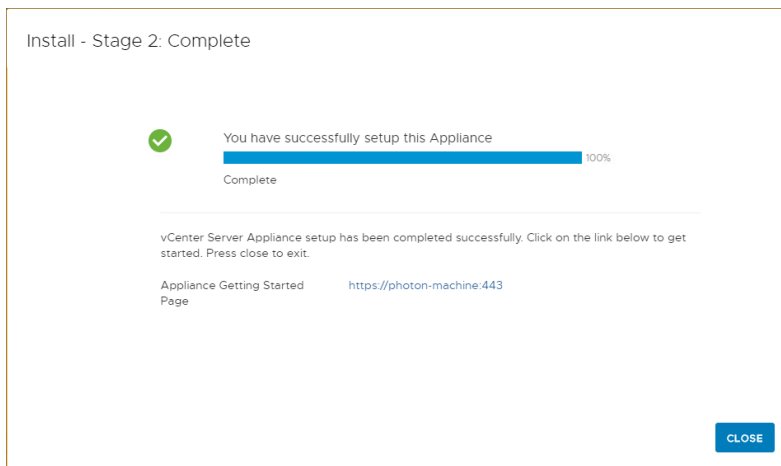 Install - Stage 2: Complete
You have successfully setup this Appliance
100%
Complete
vCenter Server Appliance setup has been completed successfully. Click on the link below to get
started. Press close to exit.
Appliance Getting Started https://photon-machine:443
Page
CLOSE